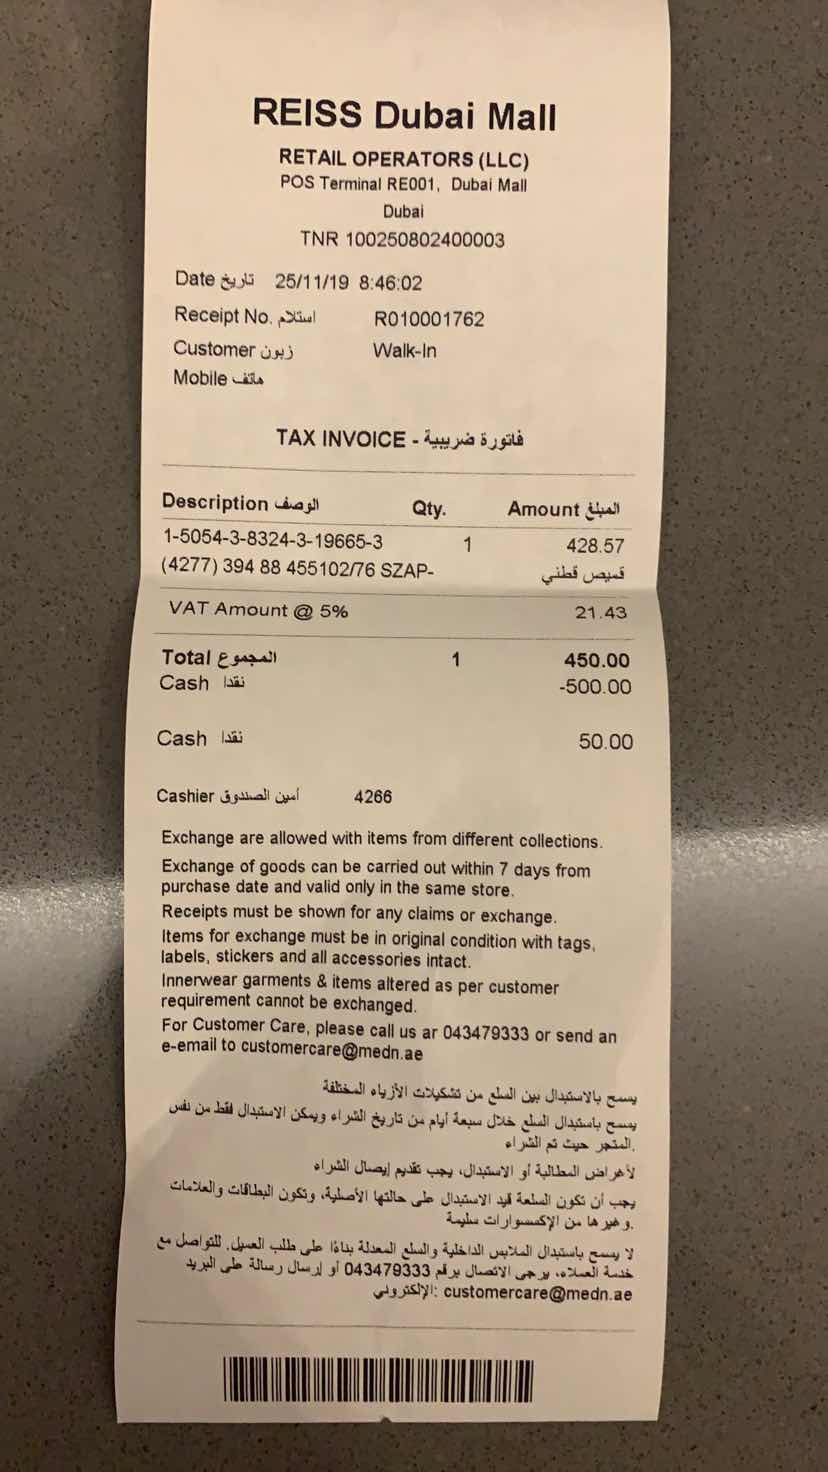 REISS Dubai Mall
RETAIL OPERATORS (LLC)
POS Terminal RE001, Dubai Mall
Dubai
TNR 100250802400003
Date تاريخ 25/11/19 8:46:02
Receipt No. استلام R010001762
Customer زبون Walk-In
Mobile هاتف
TAX INVOICE - فاتورة ضريبية
Description الوصف Qty. Amount المبلغ
1-5054-3-8324-3-19665-3 1 428.57
(4277) 394 88 455102/76 SZAP- قميص قطني
VAT Amount @ 5% 21.43
Total المجموع 1 450.00
Cash نقدا -500.00
Cash نقدا 50.00
Cashier أمين الصندوق 4266
Exchange are allowed with items from different collections.
Exchange of goods can be carried out within 7 days from
purchase date and valid only in the same store.
Receipts must be shown for any claims or exchange.
Items for exchange must be in original condition with tags,
labels, stickers and all accessories intact.
Innerwear garments & items altered as per customer
requirement cannot be exchanged.
For Customer Care, please call us ar 043479333 or send an
e-email to customercare@medn.ae
يسمح بالاستبدال بين السلع من تشكيلات الأزياء المختلفة
يسمح باستبدال السلع خلال سبعة أيام من تاريخ الشراء ويمكن الاستبدال فقط من نفس
المتجر حيث تم الشراء.
لأغراض المطالبة أو الاستبدال، يجب تقديم إيصال الشراء
يجب أن تكون السلعة قيد الاستبدال على حالتها الأصلية، وتكون البطاقات والعلامات
وغيرها من الإكسسوارات سليمة.
لا يسمح باستبدال الملابس الداخلية والسلع المعدلة بناءًا على طلب العميل. للتواصل مع
خدمة العملاء، يرجى الاتصال برقم 043479333 أو إرسال رسالة على البريد
الإلكتروني: customercare@medn.ae